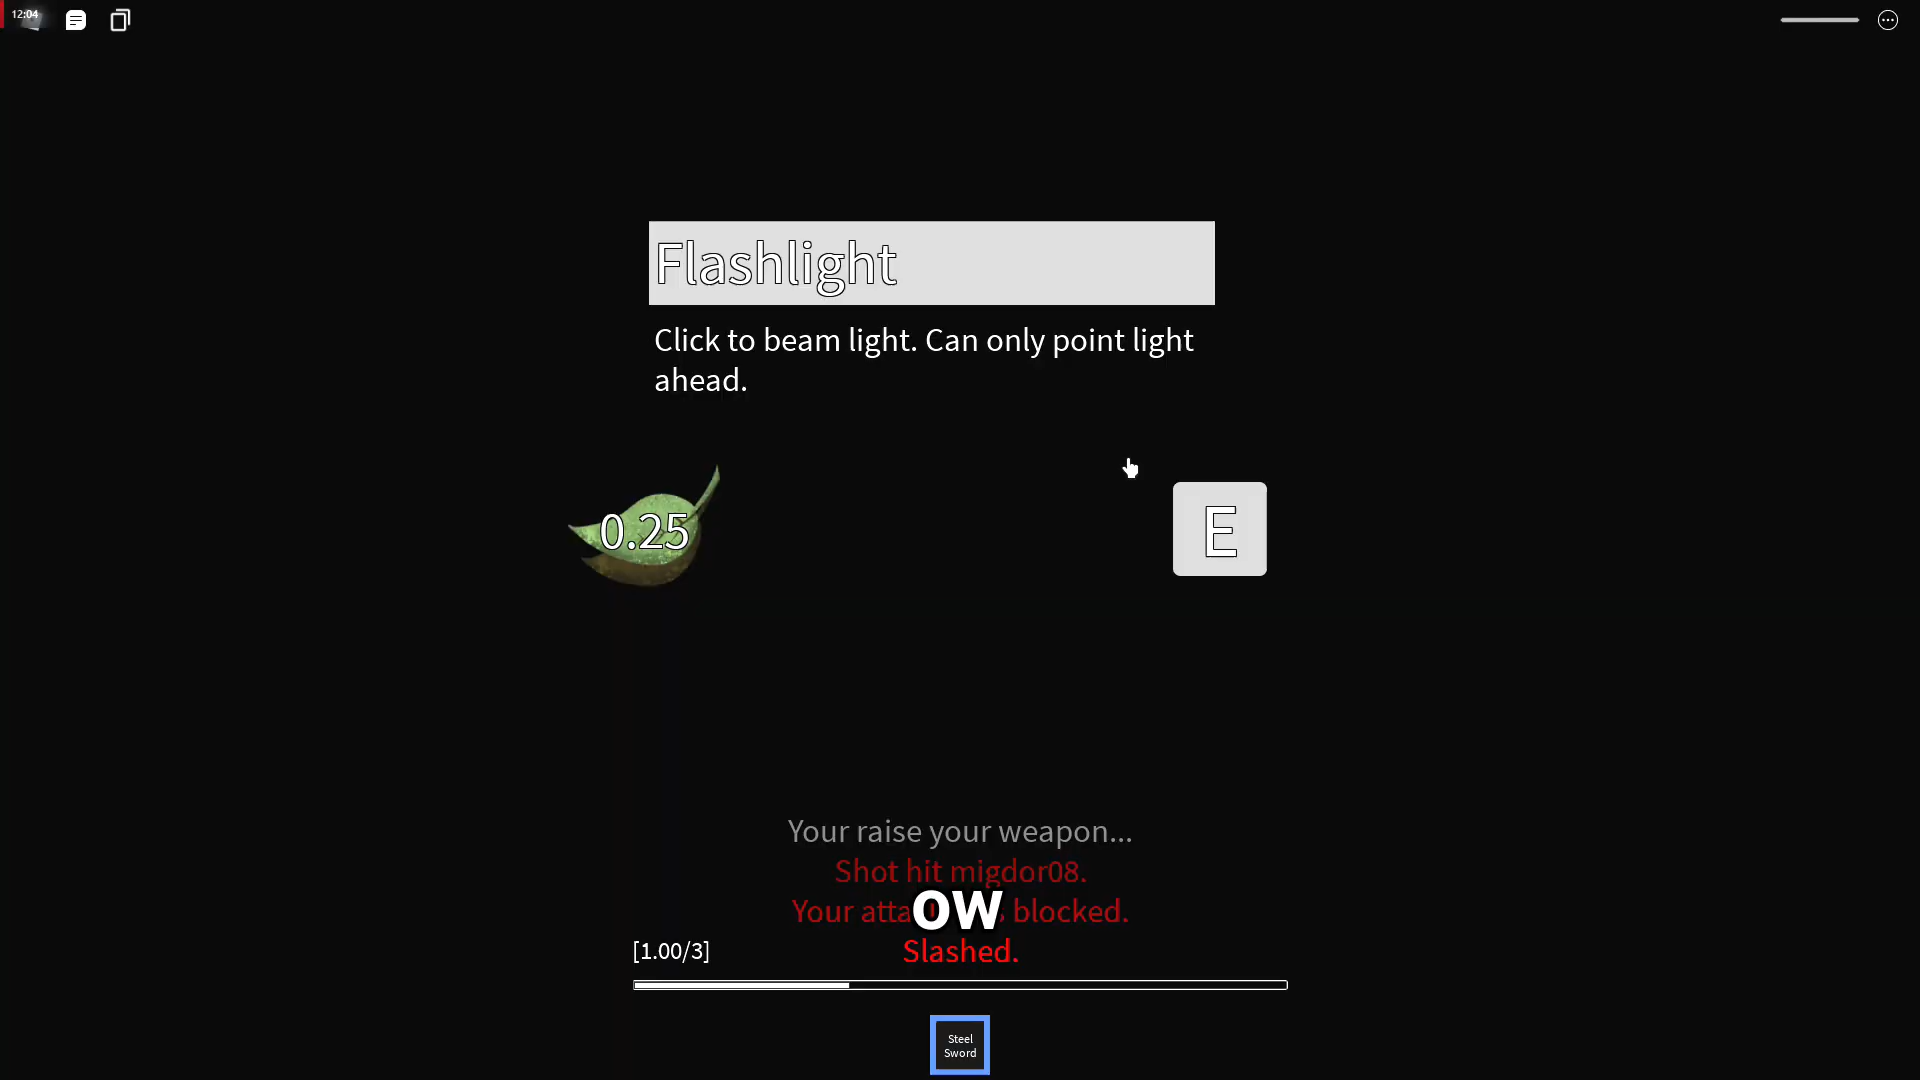 12:04
Flashlight
Click to beam light. Can only point light
ahead.
0.25
E
Your raise your weapon...
Shot hit migdor08.
Your atta blocked.
OW
[1.00/3]
Slashed.
Steel
Sword